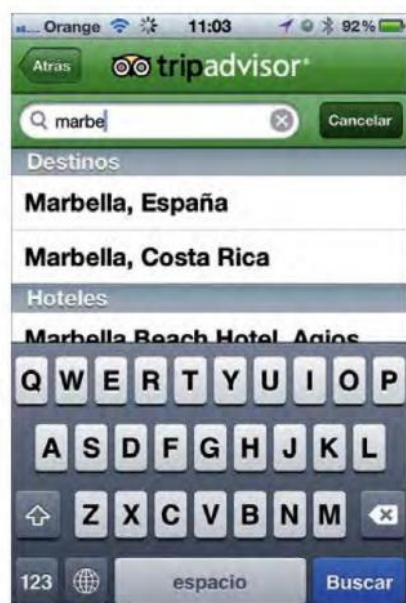 Orange 11:03 92%
Atrás tripadvisor
marbe Cancelar
Destinos
Marbella, España
Marbella, Costa Rica
Hoteles
Marbella Beach Hotel, Agios
Q W E R T Y U I O P
A S D F G H J K L
Z X C V B N M
123 espacio Buscar